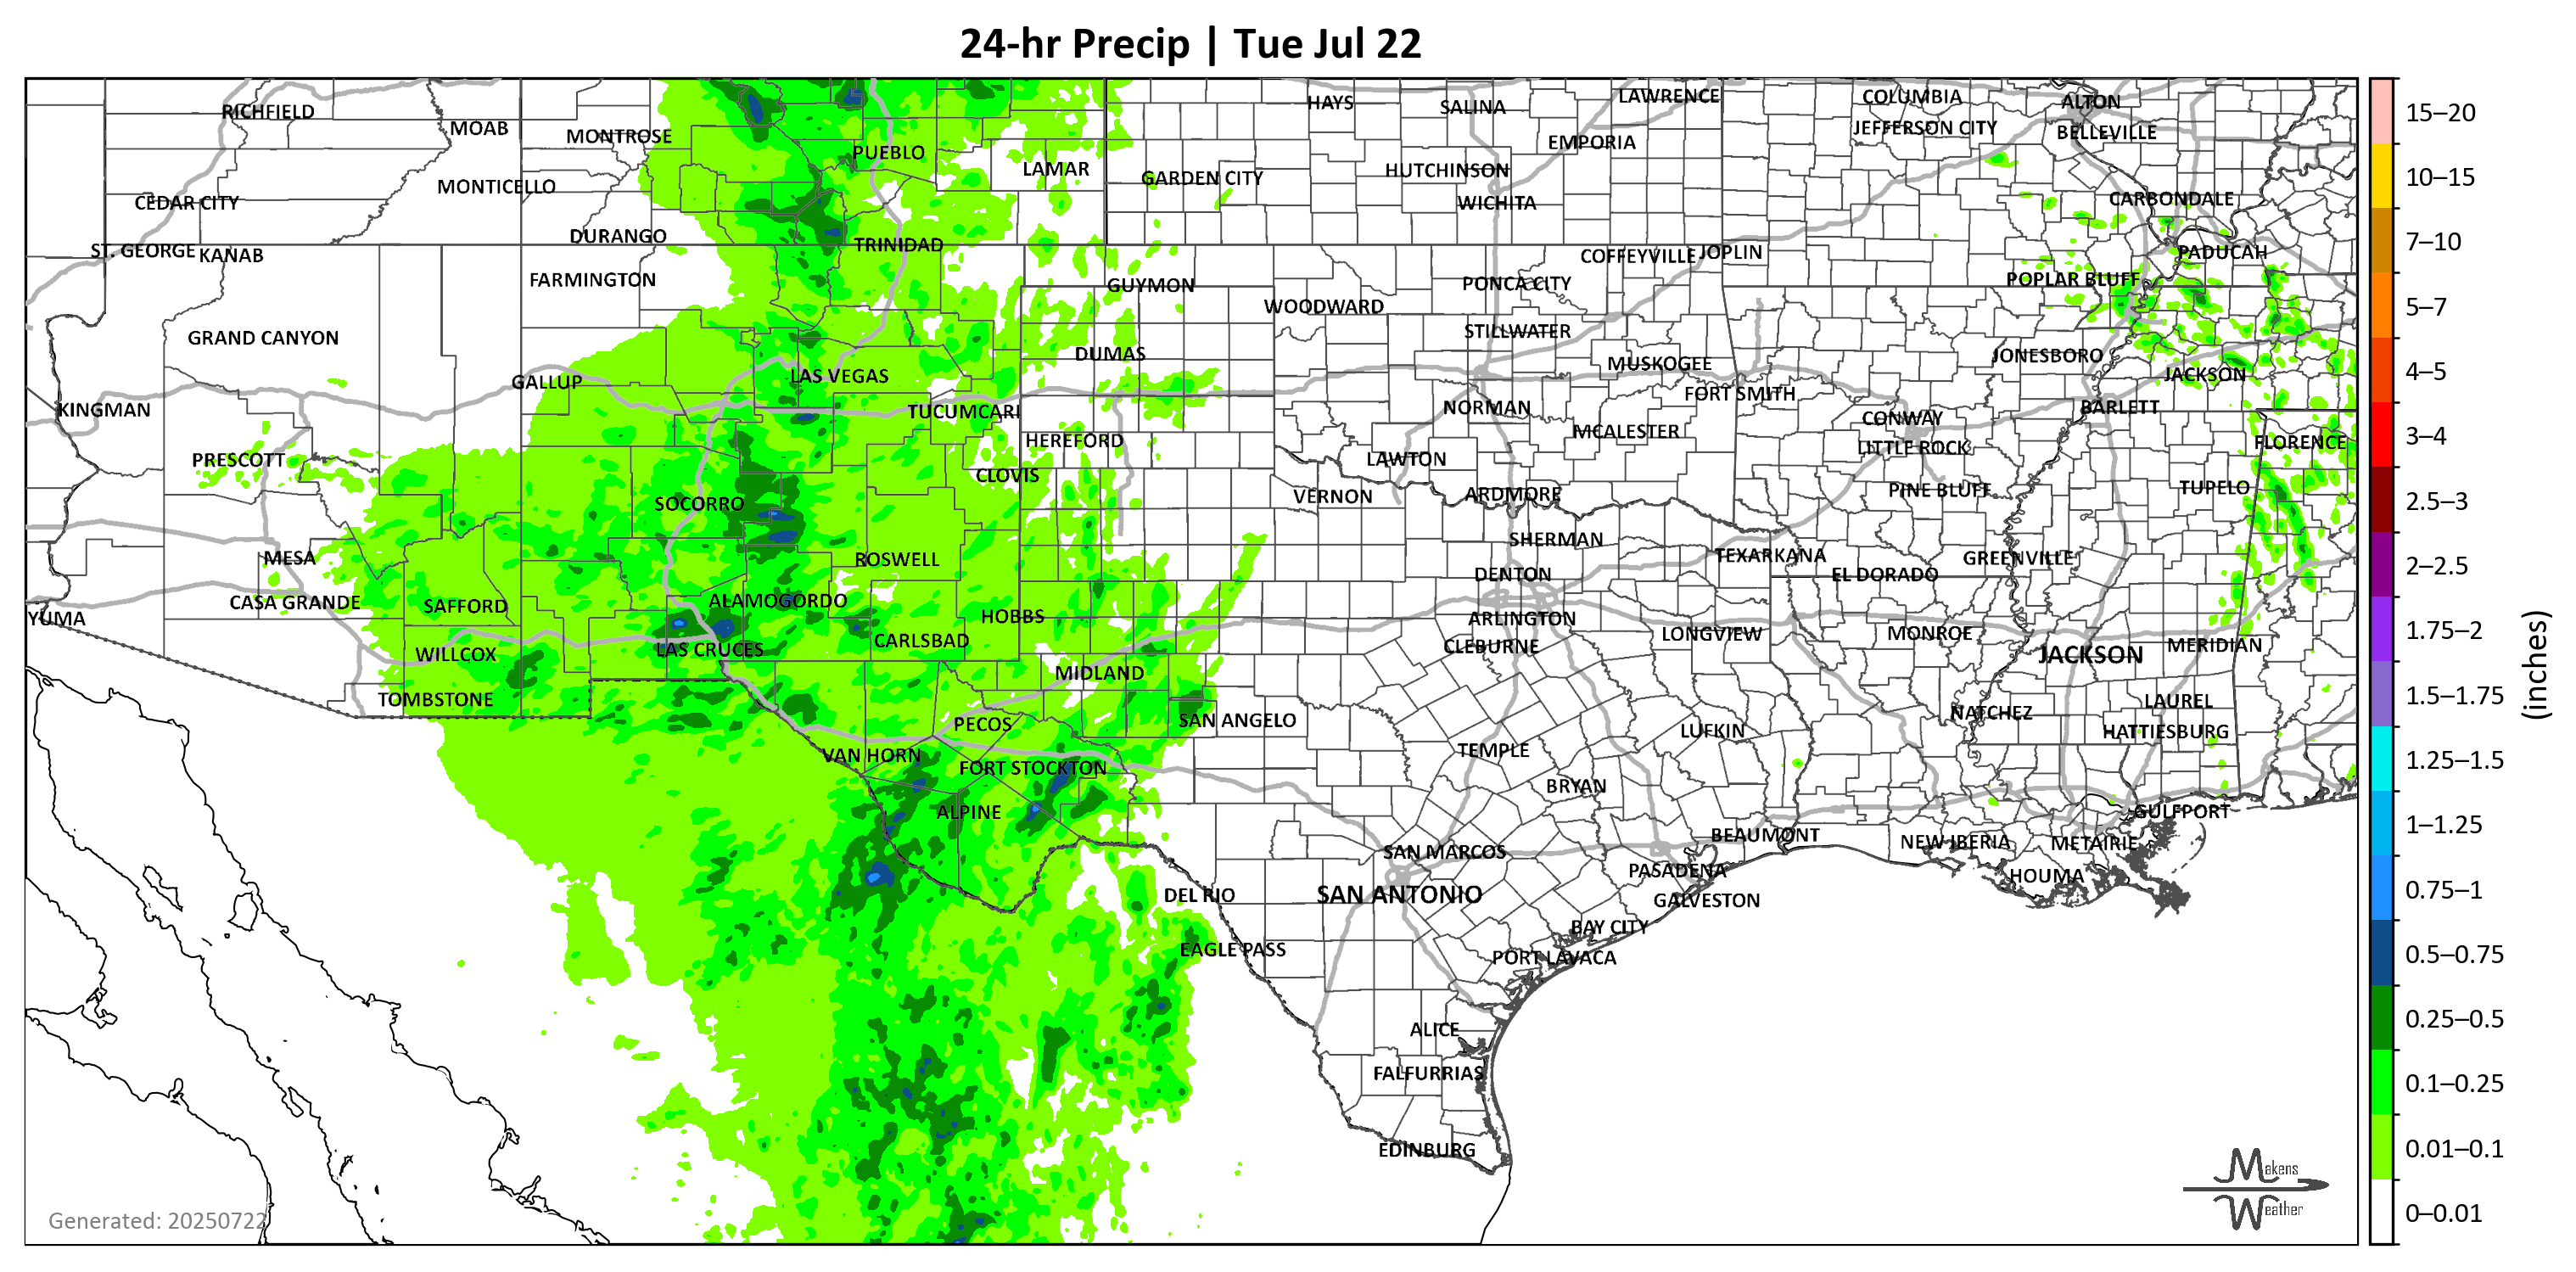 24-hr Precip | Tue Jul 22
RICHFIELD
MOAB
MONTROSE
PUEBLO
LAMAR
HAYS
SALINA
LAWRENCE
COLUMBIA
ALTON
JEFFERSON CITY
BELLEVILLE
EMPORIA
HUTCHINSON
GARDEN CITY
MONTICELLO
CEDAR CITY
WICHITA
CARBONDALE
DURANGO
TRINIDAD
ST. GEORGE
KANAB
COFFEYVILLE
JOPLIN
PADUCAH
FARMINGTON
GUYMON
PONCA CITY
POPLAR BLUFF
WOODWARD
STILLWATER
GRAND CANYON
DUMAS
MUSKOGEE
JONESBORO
GALLUP
LAS VEGAS
JACKSON
FORT SMITH
KINGMAN
TUCUMCARI
NORMAN
BARLETT
CONWAY
HEREFORD
MCALESTER
LITTLE ROCK
FLORENCE
PRESCOTT
CLOVIS
LAWTON
SOCORRO
VERNON
ARDMORE
PINE BLUFF
TUPELO
MESA
ROSWELL
SHERMAN
TEXARKANA
GREENVILLE
DENTON
EL DORADO
CASA GRANDE
SAFFORD
ALAMOGORDO
HOBBS
YUMA
ARLINGTON
CARLSBAD
CLEBURNE
LONGVIEW
MONROE
MERIDIAN
WILLCOX
LAS CRUCES
JACKSON
MIDLAND
TOMBSTONE
PECOS
SAN ANGELO
NATCHEZ
LAUREL
LUFKIN
HATTIESBURG
VAN HORN
FORT STOCKTON
TEMPLE
BRYAN
ALPINE
GULFPORT
BEAUMONT
NEW IBERIA
METAIRIE
SAN MARCOS
PASADENA
HOUMA
DEL RIO
SAN ANTONIO
GALVESTON
BAY CITY
EAGLE PASS
PORT LAVACA
ALICE
FALFURRIAS
EDINBURG
Generated: 20250722
Makens
Weather
15–20
10–15
7–10
5–7
4–5
3–4
2.5–3
2–2.5
1.75–2
1.5–1.75
1.25–1.5
1–1.25
0.75–1
0.5–0.75
0.25–0.5
0.1–0.25
0.01–0.1
0–0.01
(inches)